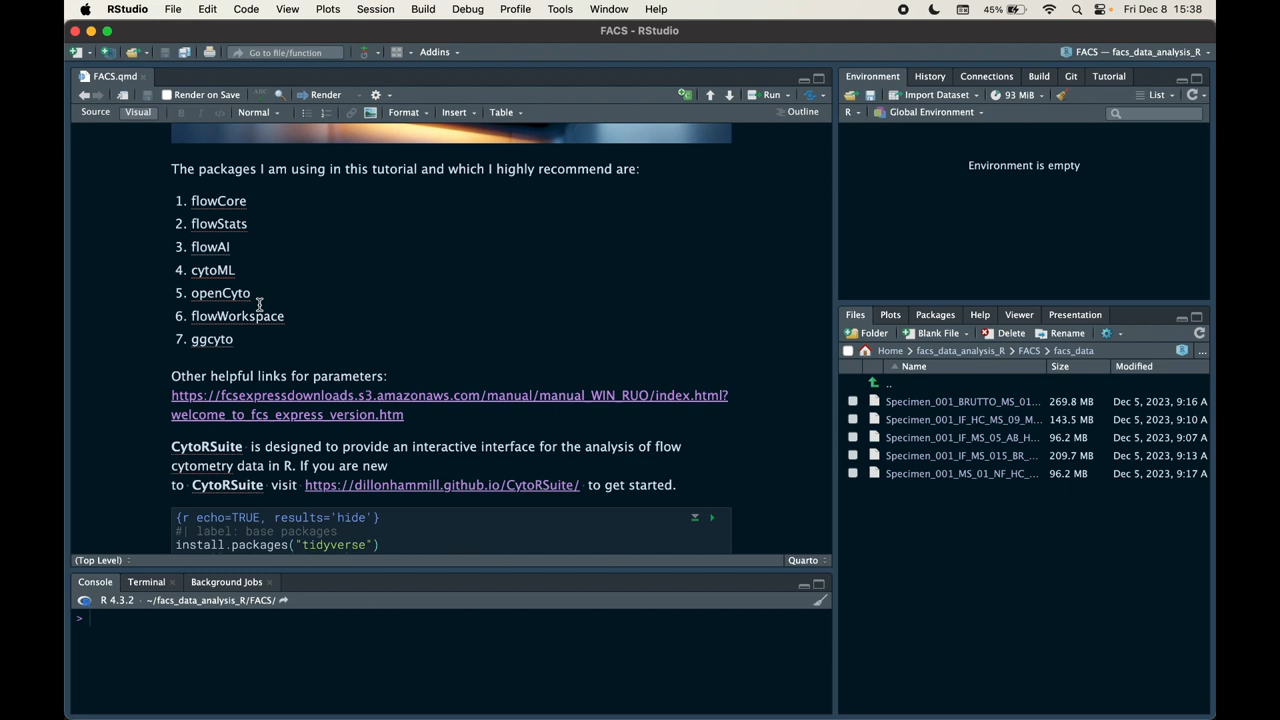 RStudio File Edit Code View Plots Session Build Debug Profile Tools Window Help 45% Fri Dec 8 15:38
FACS - RStudio
Go to file/function Addins FACS — facs_data_analysis_R
FACS.qmd
Render on Save ABC Render Run
Source Visual B I Normal Format Insert Table Outline
The packages I am using in this tutorial and which I highly recommend are:
1. flowCore
2. flowStats
3. flowAI
4. cytoML
5. openCyto
6. flowWorkspace
7. ggcyto
Other helpful links for parameters:
https://fcsexpressdownloads.s3.amazonaws.com/manual/manual_WIN_RUO/index.html?
welcome_to_fcs_express_version.htm
CytoRSuite is designed to provide an interactive interface for the analysis of flow
cytometry data in R. If you are new
to CytoRSuite visit https://dillonhammill.github.io/CytoRSuite/ to get started.
{r echo=TRUE, results='hide'}
#| label: base packages
install.packages("tidyverse")
(Top Level) Quarto
Console Terminal Background Jobs
R 4.3.2 · ~/facs_data_analysis_R/FACS/
>
Environment History Connections Build Git Tutorial
Import Dataset 93 MiB List
R Global Environment
Environment is empty
Files Plots Packages Help Viewer Presentation
Folder Blank File Delete Rename
Home > facs_data_analysis_R > FACS > facs_data ...
Name Size Modified
..
Specimen_001_BRUTTO_MS_01... 269.8 MB Dec 5, 2023, 9:16 A
Specimen_001_IF_HC_MS_09_M... 143.5 MB Dec 5, 2023, 9:10 A
Specimen_001_IF_MS_05_AB_H... 96.2 MB Dec 5, 2023, 9:07 A
Specimen_001_IF_MS_015_BR_... 209.7 MB Dec 5, 2023, 9:13 A
Specimen_001_MS_01_NF_HC_... 96.2 MB Dec 5, 2023, 9:17 A